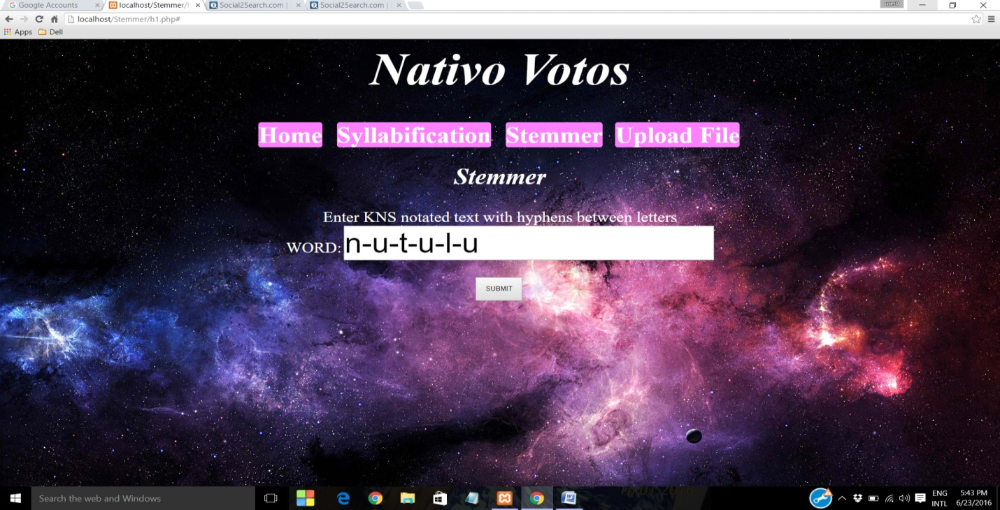 Google Accounts localhost/Stemmer/ Social2Search.com | Social2Search.com |
localhost/Stemmer/h1.php#
Apps Dell
Nativo Votos
Home Syllabification Stemmer Upload File
Stemmer
Enter KNS notated text with hyphens between letters
WORD: n-u-t-u-l-u
SUBMIT
Search the web and Windows
ENG 5:43 PM
INTL 6/23/2016